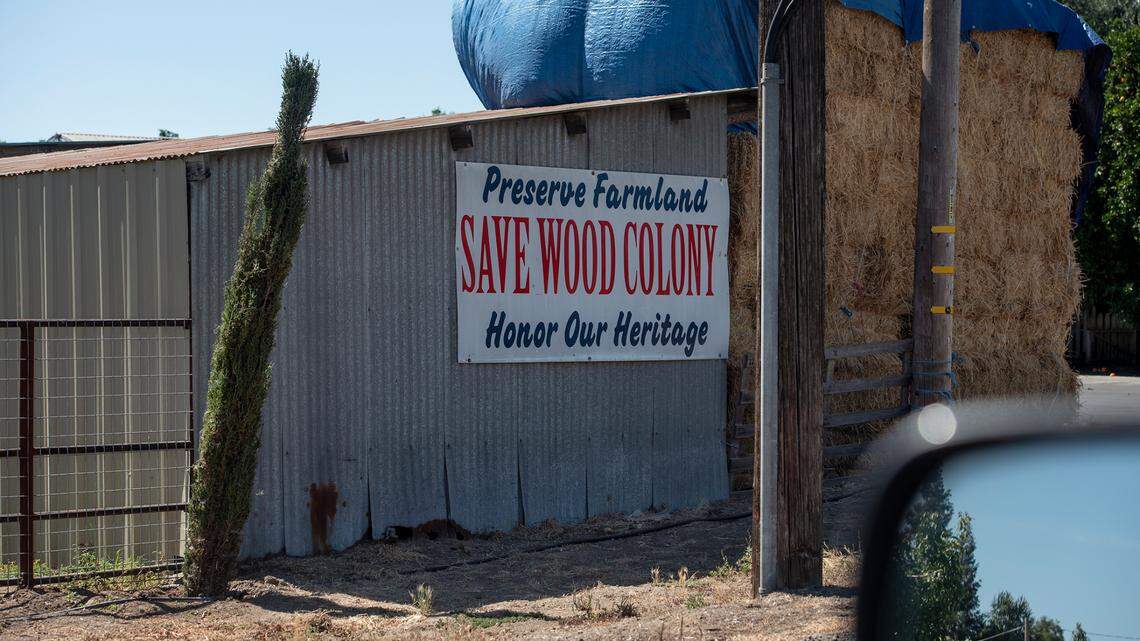 Preserve Farmland
SAVE WOOD COLONY
Honor Our Heritage